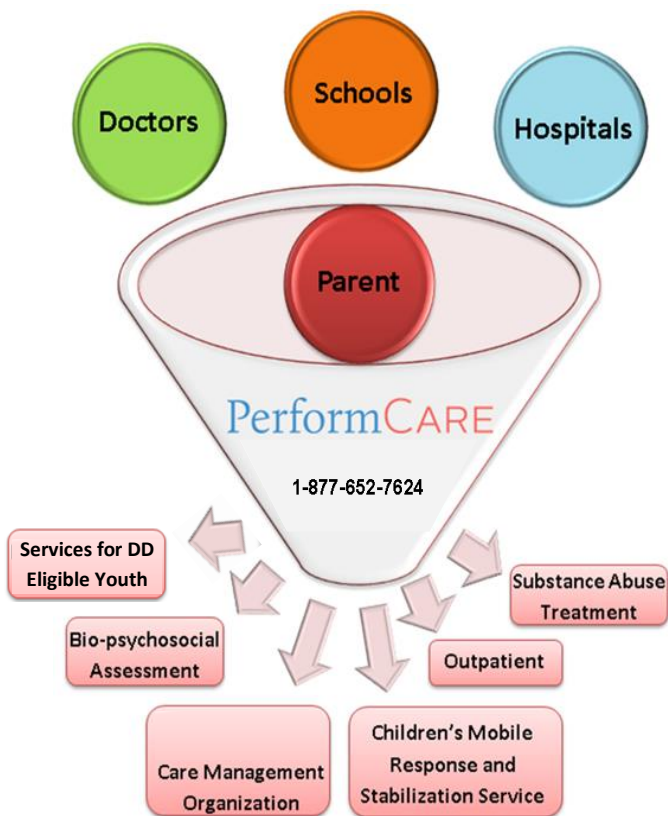 Schools
Doctors
Hospitals
Parent
PerformCARE
1-877-652-7624
Services for DD
Eligible Youth
Bio-psychosocial
Assessment
Care Management
Organization
Children's Mobile
Response and
Stabilization Service
Outpatient
Substance Abuse
Treatment